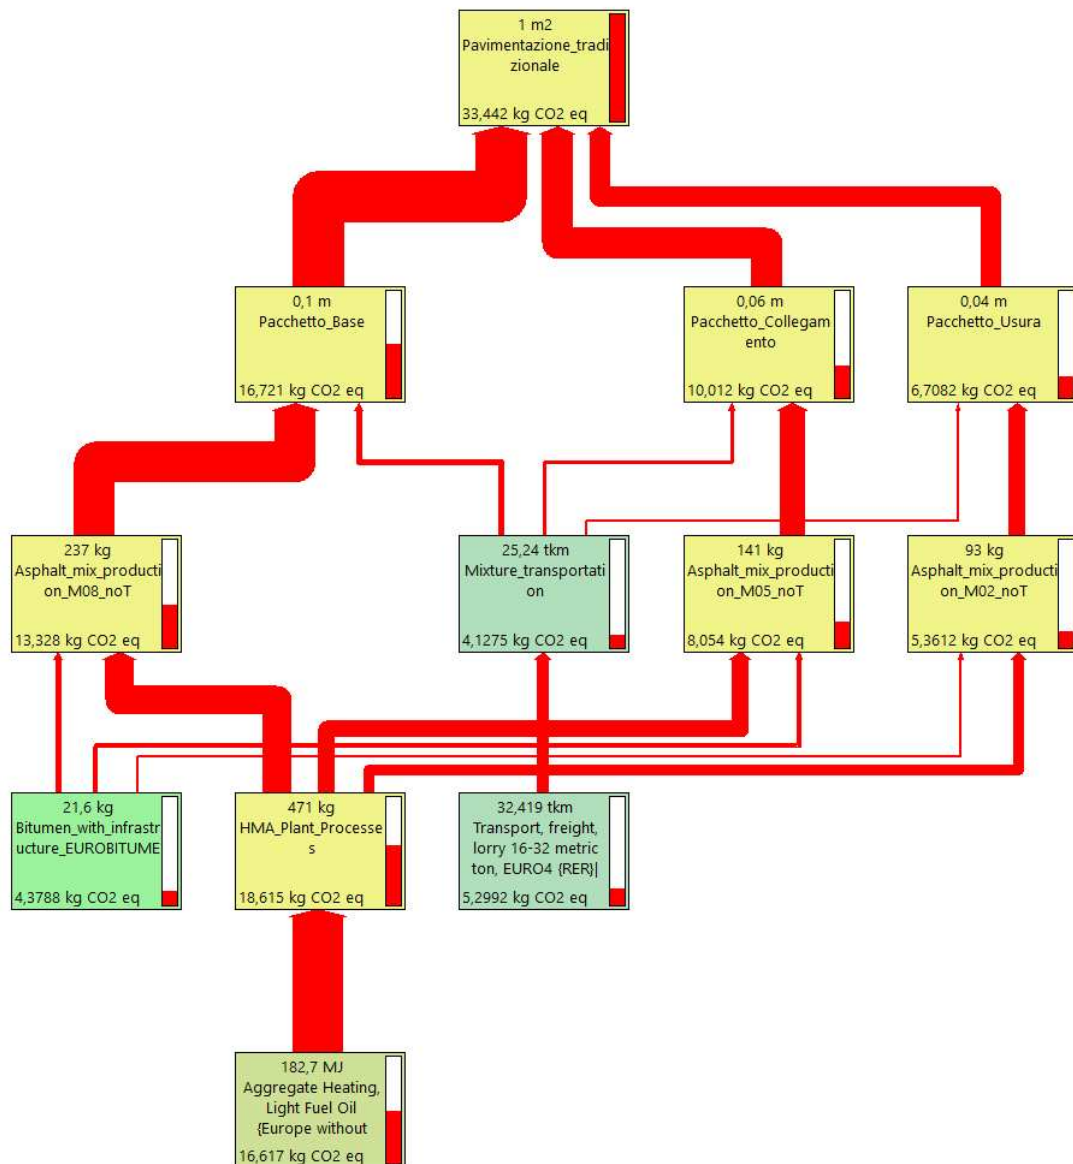 1 m2
Pavimentazione_tradi
zionale
33,442 kg CO2 eq
0,1 m
Pacchetto_Base
16,721 kg CO2 eq
0,06 m
Pacchetto_Collegam
ento
10,012 kg CO2 eq
0,04 m
Pacchetto_Usura
6,7082 kg CO2 eq
237 kg
Asphalt_mix_producti
on_M08_noT
13,328 kg CO2 eq
25,24 tkm
Mixture_transportati
on
4,1275 kg CO2 eq
141 kg
Asphalt_mix_producti
on_M05_noT
8,054 kg CO2 eq
93 kg
Asphalt_mix_producti
on_M02_noT
5,3612 kg CO2 eq
21,6 kg
Bitumen_with_infrastr
ucture_EUROBITUME
4,3788 kg CO2 eq
471 kg
HMA_Plant_Processe
s
18,615 kg CO2 eq
32,419 tkm
Transport, freight,
lorry 16-32 metric
ton, EURO4 {RER}|
5,2992 kg CO2 eq
182,7 MJ
Aggregate Heating,
Light Fuel Oil
{Europe without
16,617 kg CO2 eq